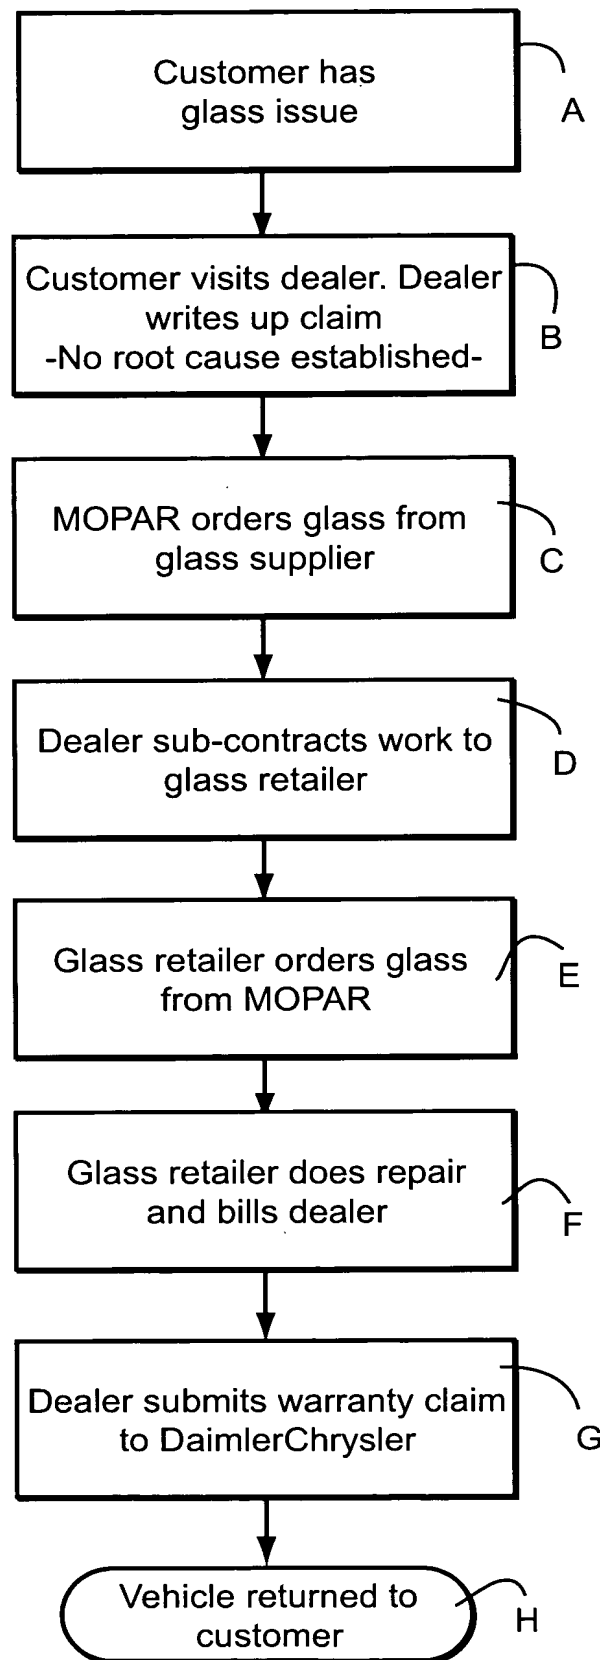 Customer has
glass issue
A
Customer visits dealer. Dealer
writes up claim
-No root cause established-
B
MOPAR orders glass from
glass supplier
C
Dealer sub-contracts work to
glass retailer
D
Glass retailer orders glass
from MOPAR
E
Glass retailer does repair
and bills dealer
F
Dealer submits warranty claim
to DaimlerChrysler
G
Vehicle returned to
customer
H